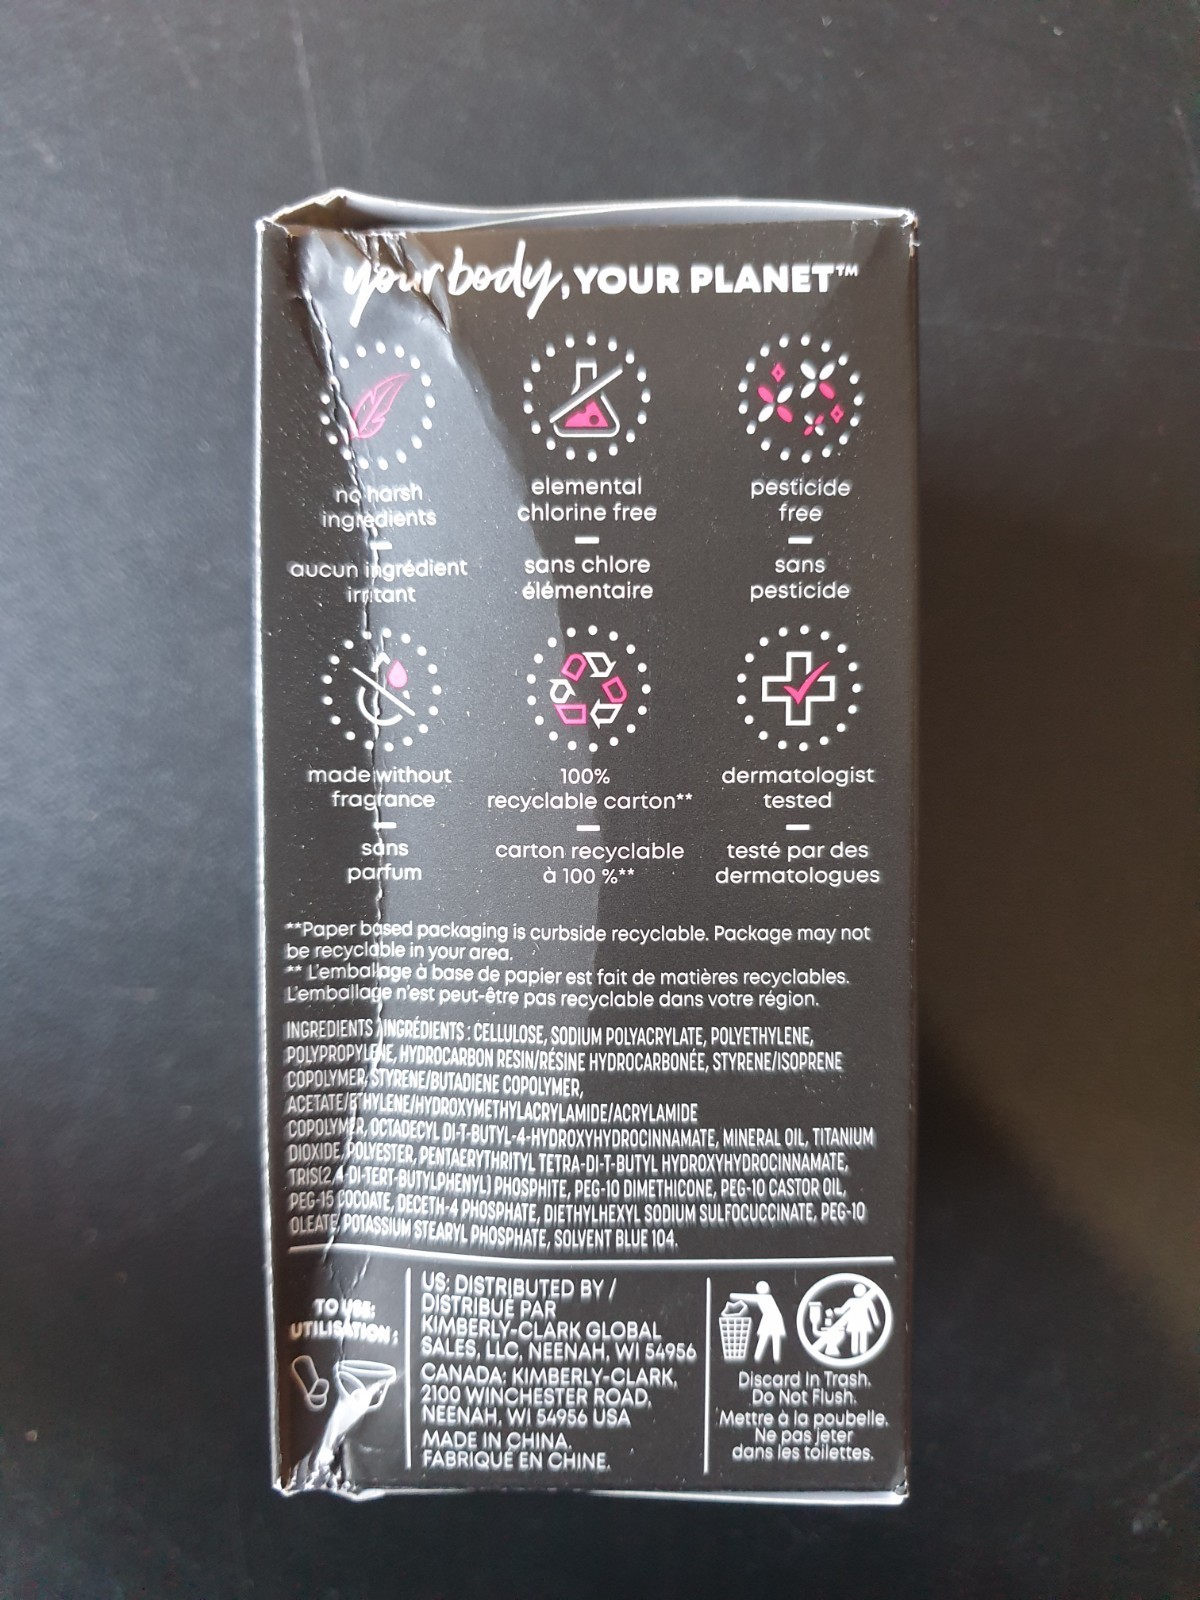 your body, YOUR PLANET™
no harsh
ingredients
aucun ingrédient
irritant
elemental
chlorine free
sans chlore
élémentaire
pesticide
free
sans
pesticide
made without
fragrance
sans
parfum
100%
recyclable carton**
carton recyclable
à 100 %**
dermatologist
tested
testé par des
dermatologues
**Paper based packaging is curbside recyclable. Package may not
be recyclable in your area.
** L'emballage à base de papier est fait de matières recyclables.
L'emballage n'est peut-être pas recyclable dans votre région.
INGREDIENTS / INGRÉDIENTS : CELLULOSE, SODIUM POLYACRYLATE, POLYETHYLENE,
POLYPROPYLENE, HYDROCARBON RESIN/RÉSINE HYDROCARBONÉE, STYRENE/ISOPRENE
COPOLYMER, STYRENE/BUTADIENE COPOLYMER,
ACETATE/ETHYLENE/HYDROXYMETHYLACRYLAMIDE/ACRYLAMIDE
COPOLYMER, OCTADECYL DI-T-BUTYL-4-HYDROXYHYDROCINNAMATE, MINERAL OIL, TITANIUM
DIOXIDE, POLYESTER, PENTAERYTHRITYL TETRA-DI-T-BUTYL HYDROXYHYDROCINNAMATE,
TRIS(2,4-DI-TERT-BUTYLPHENYL) PHOSPHITE, PEG-10 DIMETHICONE, PEG-10 CASTOR OIL,
PEG-15 COCOATE, DECETH-4 PHOSPHATE, DIETHYLHEXYL SODIUM SULFOCUCCINATE, PEG-10
OLEATE, POTASSIUM STEARYL PHOSPHATE, SOLVENT BLUE 104.
TO USE:
UTILISATION :
US: DISTRIBUTED BY /
DISTRIBUÉ PAR
KIMBERLY-CLARK GLOBAL
SALES, LLC, NEENAH, WI 54956
CANADA: KIMBERLY-CLARK,
2100 WINCHESTER ROAD,
NEENAH, WI 54956 USA
MADE IN CHINA.
FABRIQUÉ EN CHINE.
Discard In Trash.
Do Not Flush.
Mettre à la poubelle.
Ne pas jeter
dans les toilettes.